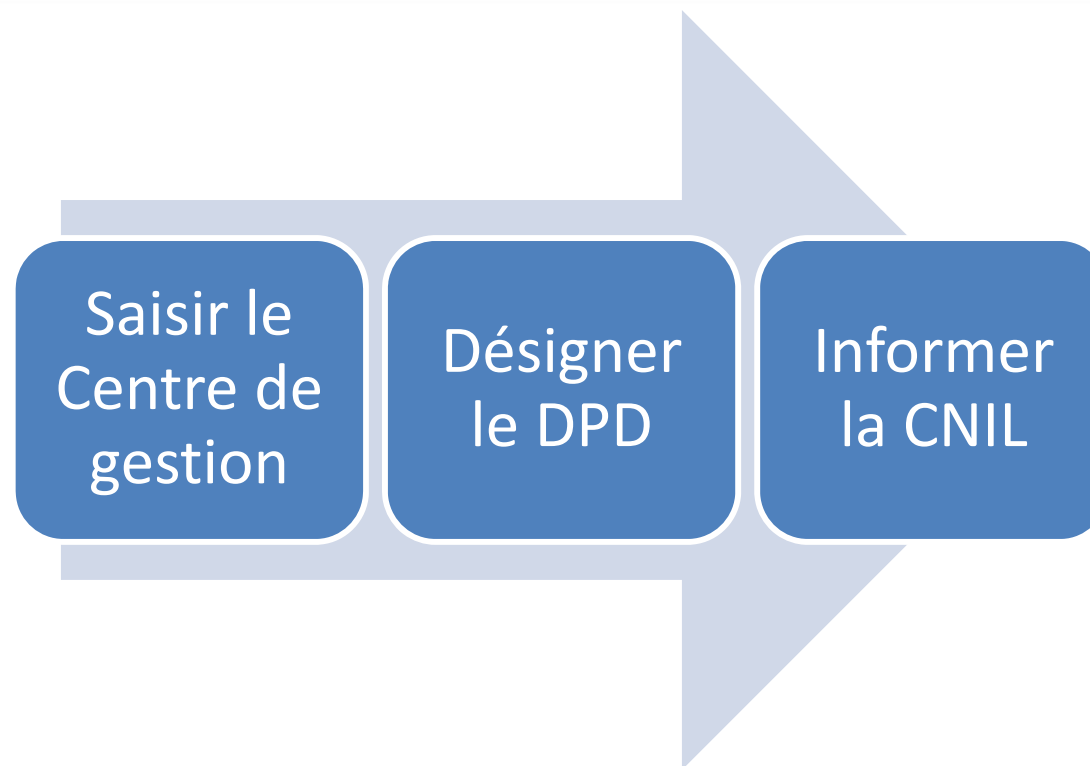 Saisir le
Centre de
gestion
Désigner
le DPD
Informer
la CNIL